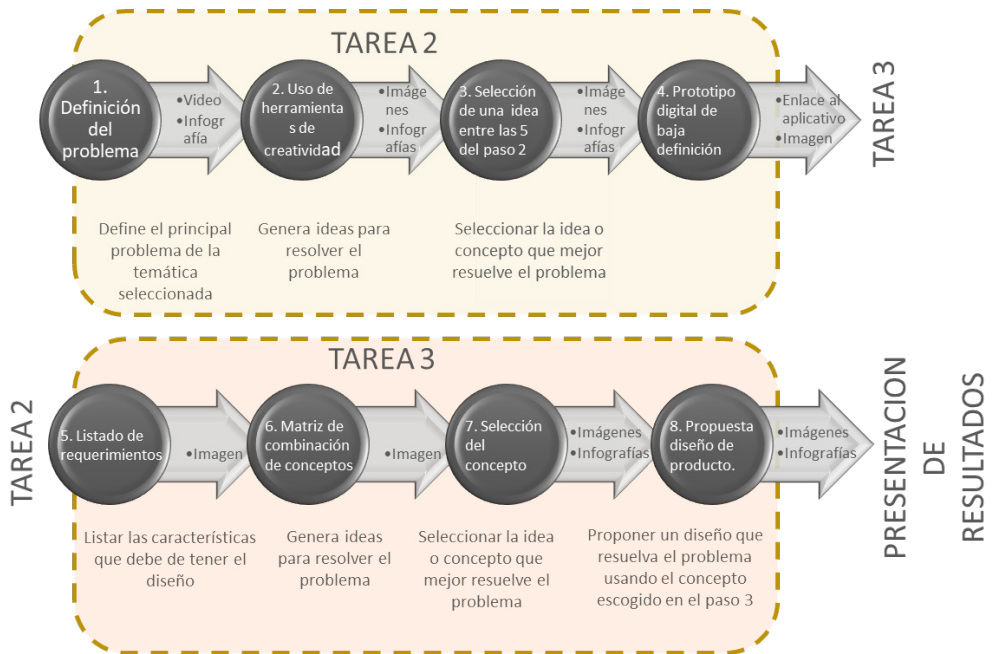 TAREA 2
1.
Definición
del
problema
•Video
•Infogr
afía
2. Uso de
herramienta
s de
creatividad
•Imáge
nes
•Infogr
afías
3. Selección
de una idea
entre las 5
del paso 2
•Imáge
nes
•Infogr
afías
4. Prototipo
digital de
baja
definición
•Enlace al
aplicativo
•Imagen
TAREA 3
Define el principal
problema de la
temática
seleccionada
Genera ideas para
resolver el
problema
Seleccionar la idea o
concepto que mejor
resuelve el problema
TAREA 3
TAREA 2
5. Listado de
requerimientos
•Imagen
6. Matriz de
combinación
de conceptos
•Imagen
7. Selección
del
concepto
•Imágenes
•Infografías
8. Propuesta
diseño de
producto.
•Imágenes
•Infografías
PRESENTACION
DE
RESULTADOS
Listar las características
que debe de tener el
diseño
Genera ideas
para resolver el
problema
Seleccionar la idea
o concepto que
mejor resuelve el
problema
Proponer un diseño que
resuelva el problema
usando el concepto
escogido en el paso 3